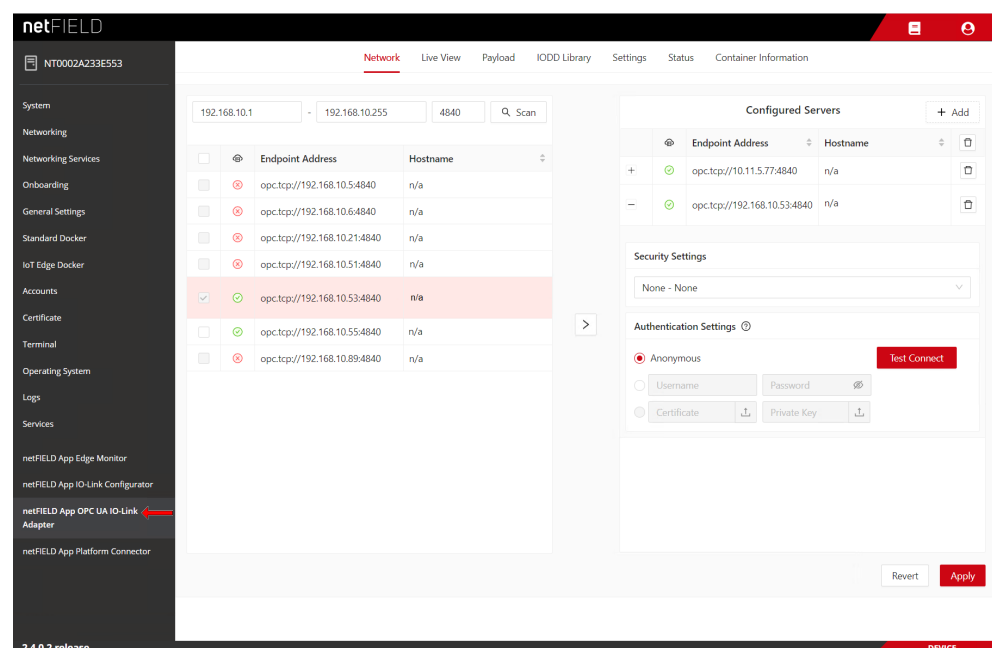 netFIELD
NT0002A233E553
Network Live View Payload IODD Library Settings Status Container Information
System
Networking
Networking Services
Onboarding
General Settings
Standard Docker
IoT Edge Docker
Accounts
Certificate
Terminal
Operating System
Logs
Services
netFIELD App Edge Monitor
netFIELD App IO-Link Configurator
netFIELD App OPC UA IO-Link
Adapter
netFIELD App Platform Connector
192.168.10.1 - 192.168.10.255 4840 Scan
Endpoint Address Hostname
opc.tcp://192.168.10.5:4840 n/a
opc.tcp://192.168.10.6:4840 n/a
opc.tcp://192.168.10.21:4840 n/a
opc.tcp://192.168.10.51:4840 n/a
opc.tcp://192.168.10.53:4840 n/a
opc.tcp://192.168.10.55:4840 n/a
opc.tcp://192.168.10.89:4840 n/a
>
Configured Servers + Add
Endpoint Address Hostname
+ opc.tcp://10.11.5.77:4840 n/a
− opc.tcp://192.168.10.53:4840 n/a
Security Settings
None - None
Authentication Settings
Anonymous Test Connect
Username Password
Certificate Private Key
Revert Apply
2.4.0.2 release DEVICE